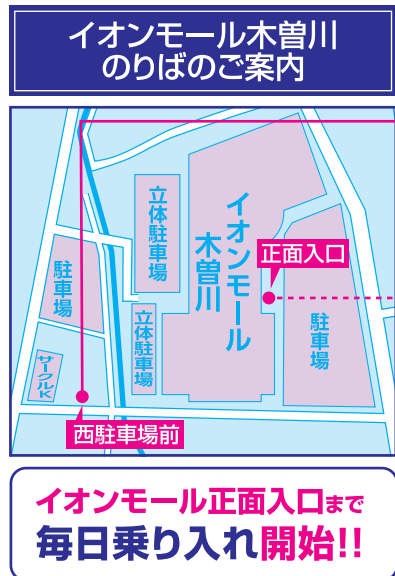 イオンモール木曽川
のりばのご案内
立体駐車場
イオンモール
木曽川
正面入口
駐車場
立体駐車場
駐車場
サークルK
西駐車場前
イオンモール正面入口まで
毎日乗り入れ開始!!